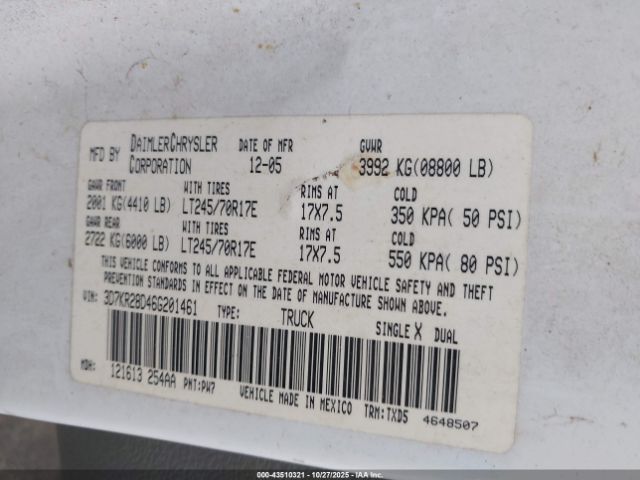 MFD BY DAIMLERCHRYSLER CORPORATION DATE OF MFR 12-05 GVWR 3992 KG(08800 LB)
GAWR FRONT WITH TIRES RIMS AT COLD
2001 KG(4410 LB) LT245/70R17E 17X7.5 350 KPA( 50 PSI)
GAWR REAR WITH TIRES RIMS AT COLD
2722 KG(6000 LB) LT245/70R17E 17X7.5 550 KPA( 80 PSI)
THIS VEHICLE CONFORMS TO ALL APPLICABLE FEDERAL MOTOR VEHICLE SAFETY AND THEFT
PREVENTION STANDARDS IN EFFECT ON THE DATE OF MANUFACTURE SHOWN ABOVE.
VIN: 3D7KR28D46G201461 TYPE: TRUCK SINGLE X DUAL
MDH: 121613 254AA PNT:PW7 VEHICLE MADE IN MEXICO TRM:TXD5 4648507
000-43510321 - 10/27/2025 - IAA Inc.